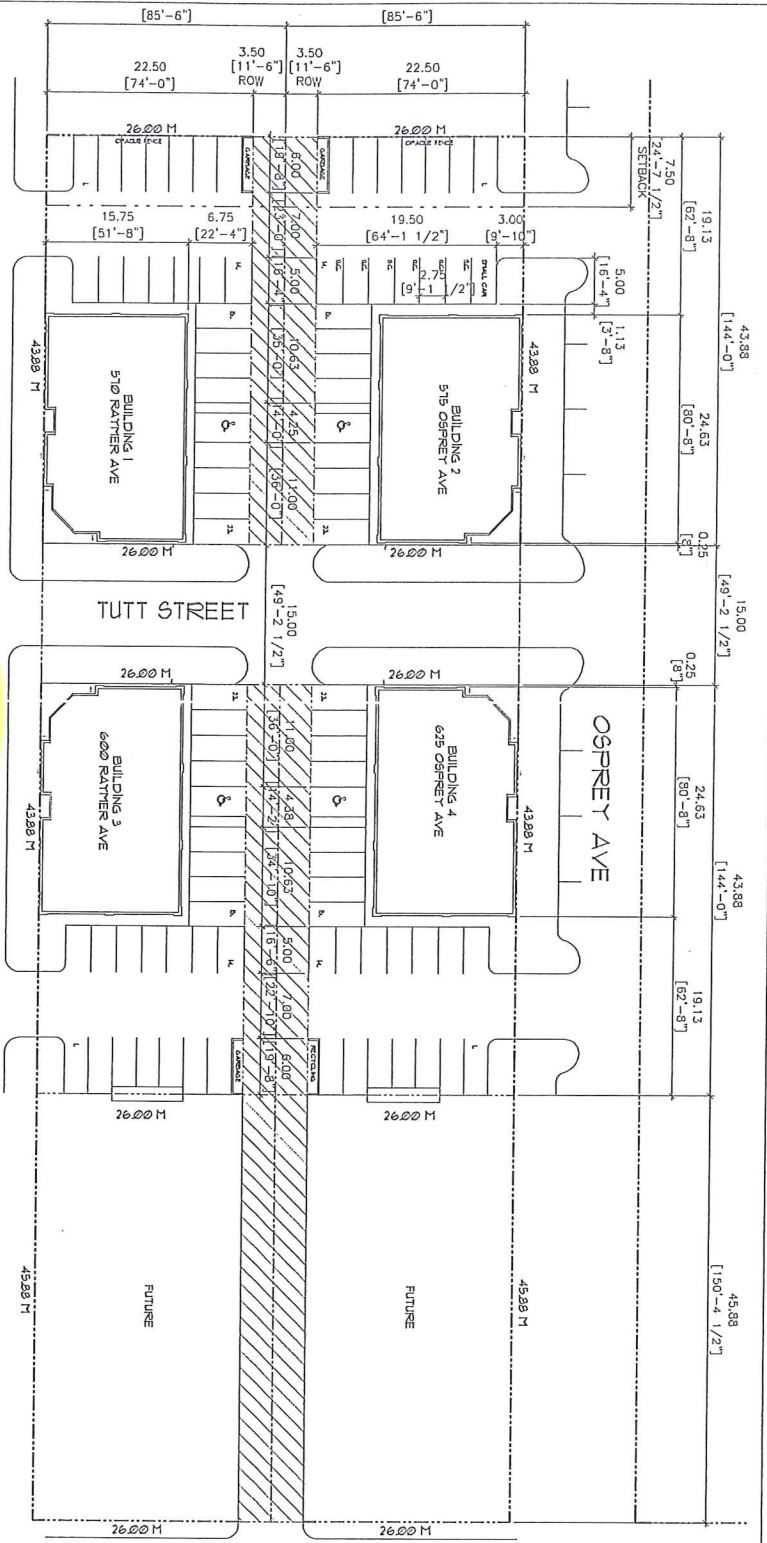 [85'-6"]
[85'-6"]
3.50
[11'-6"]
ROW
3.50
[11'-6"]
ROW
22.50
[74'-0"]
22.50
[74'-0"]
26.00 M
OPAQUE FENCE
26.00 M
OPAQUE FENCE
GARBAGE
GARBAGE
6.00
[19'-8"]
7.00
[23'-0"]
5.00
[16'-4"]
10.63
[35'-0"]
4.25
[14'-0"]
11.00
[36'-0"]
7.50
24'-7 1/2"]
SETBACK
19.13
[62'-8"]
43.88
[144'-0"]
15.75
[51'-8"]
6.75
[22'-4"]
19.50
[64'-1 1/2"]
3.00
[9'-10"]
2.75
[9'-1 1/2"]
SMALL CAR
S.C.
S.C.
S.C.
S.C.
S.C.
5.00
[16'-4"]
1.13
[3'-8"]
24.63
[80'-8"]
0.25
[8"]
43.88 M
43.88 M
BUILDING 1
570 RAYMER AVE
BUILDING 2
575 OSPREY AVE
26.00 M
26.00 M
TUTT STREET
15.00
[49'-2 1/2"]
15.00
[49'-2 1/2"]
0.25
[8"]
26.00 M
26.00 M
OSPREY AVE
BUILDING 3
600 RAYMER AVE
BUILDING 4
625 OSPREY AVE
43.88 M
43.88 M
11.00
[36'-0"]
4.38
[14'-2"]
10.63
[34'-10"]
5.00
[16'-6"]
7.00
[22'-10"]
6.00
[19'-8"]
24.63
[80'-8"]
43.88
[144'-0"]
19.13
[62'-8"]
GARBAGE
RECYCLING
26.00 M
26.00 M
FUTURE
FUTURE
45.88 M
45.88 M
45.88
[150'-4 1/2"]
26.00 M
26.00 M